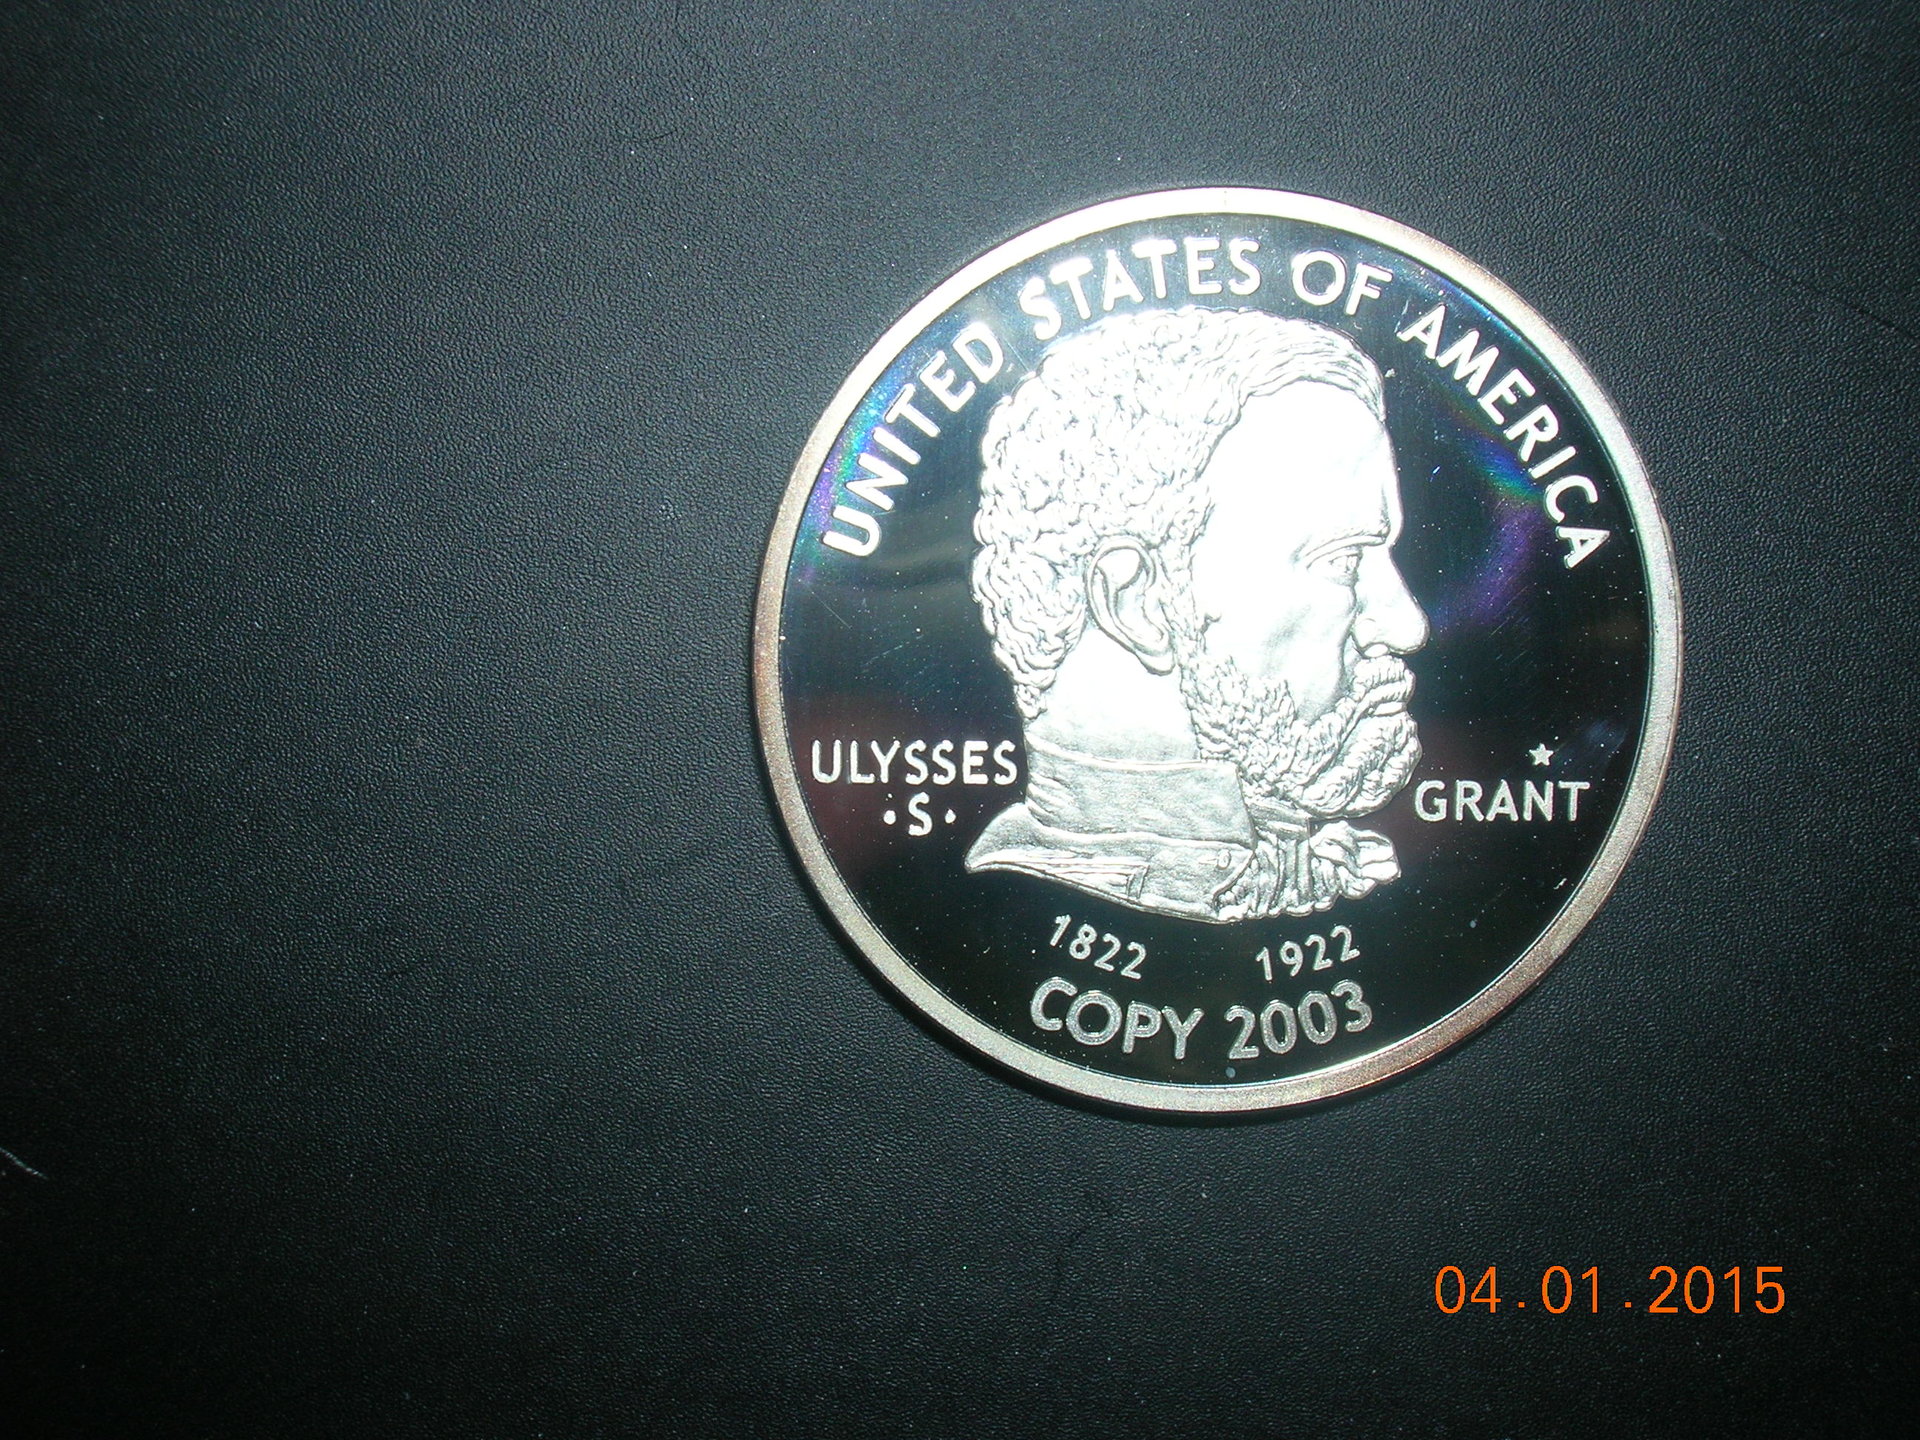 UNITED STATES OF AMERICA
ULYSSES
·S·
GRANT
1822 1922
COPY 2003
04.01.2015